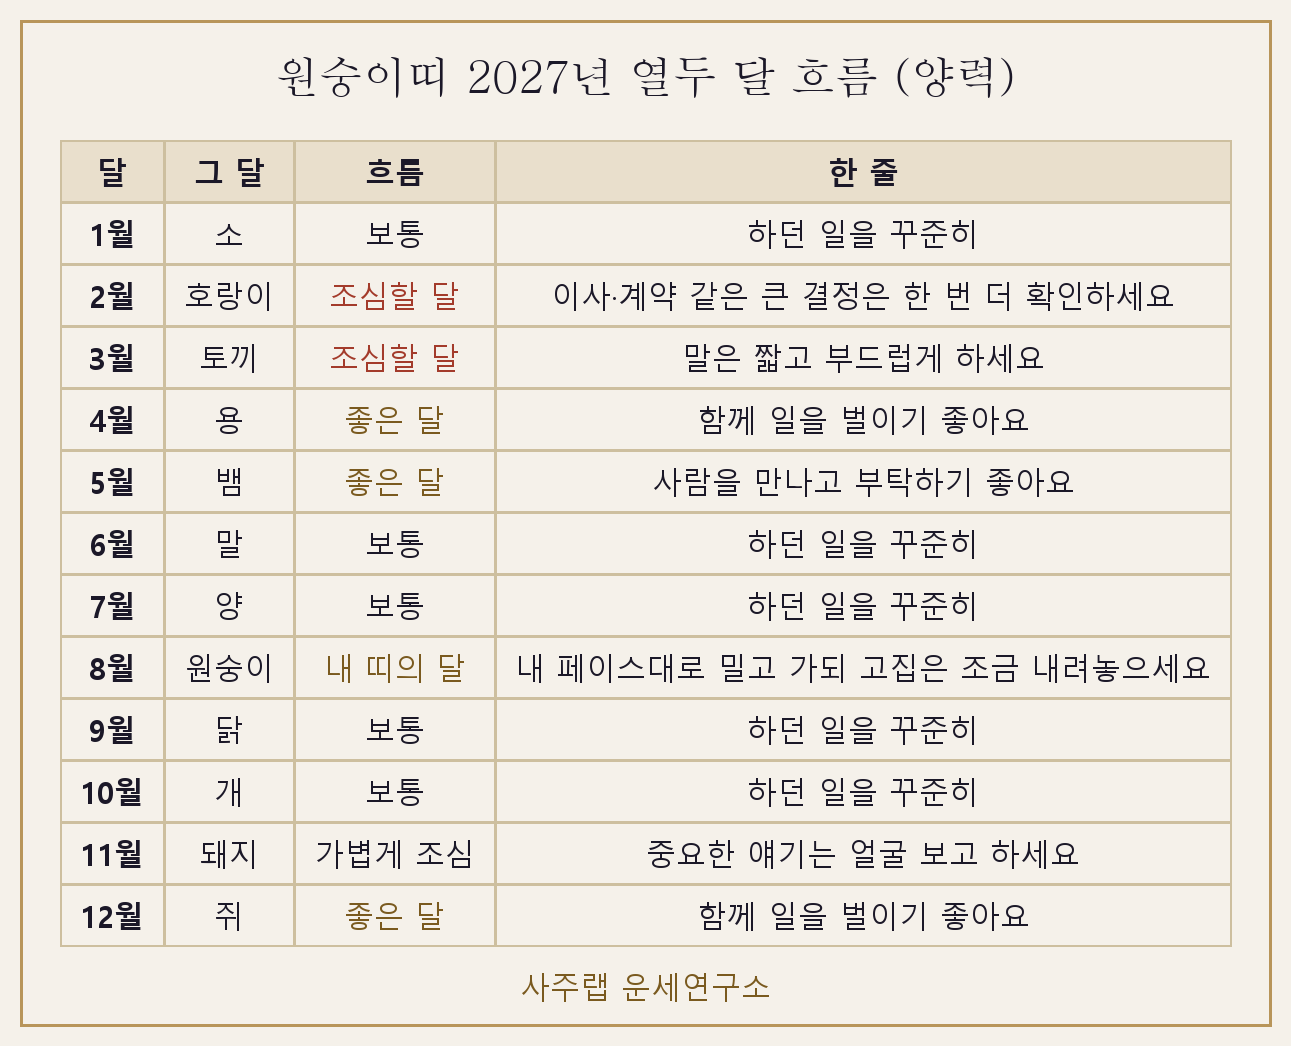 원숭이띠 2027년 열두 달 흐름 (양력)
달 그 달 흐름 한 줄
1월 소 보통 하던 일을 꾸준히
2월 호랑이 조심할 달 이사·계약 같은 큰 결정은 한 번 더 확인하세요
3월 토끼 조심할 달 말은 짧고 부드럽게 하세요
4월 용 좋은 달 함께 일을 벌이기 좋아요
5월 뱀 좋은 달 사람을 만나고 부탁하기 좋아요
6월 말 보통 하던 일을 꾸준히
7월 양 보통 하던 일을 꾸준히
8월 원숭이 내 띠의 달 내 페이스대로 밀고 가되 고집은 조금 내려놓으세요
9월 닭 보통 하던 일을 꾸준히
10월 개 보통 하던 일을 꾸준히
11월 돼지 가볍게 조심 중요한 얘기는 얼굴 보고 하세요
12월 쥐 좋은 달 함께 일을 벌이기 좋아요
사주랩 운세연구소